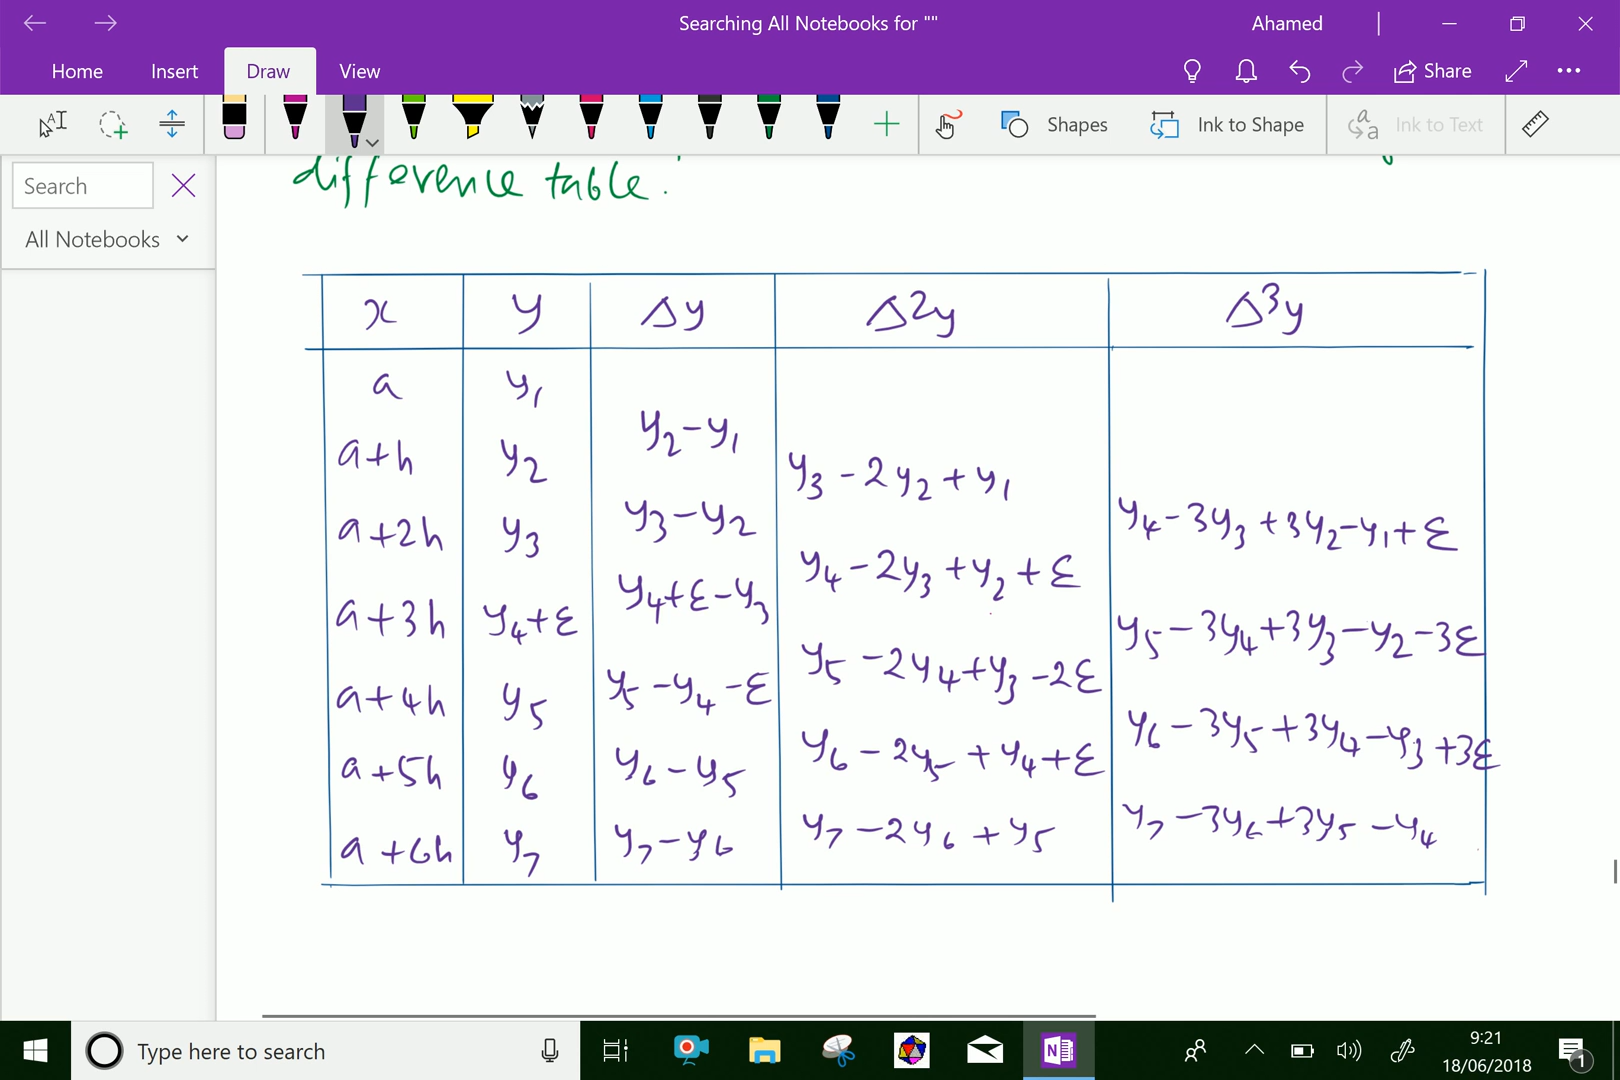 Searching All Notebooks for ""
Ahamed
Home Insert Draw View
Share
Shapes
Ink to Shape
Ink to Text
Search
All Notebooks
difference table.
x y Δy Δ2y Δ3y
a y1
y2-y1
a+h y2
y3-2y2+y1
y3-y2
y4-3y3+3y2-y1+ε
a+2h y3
y4-2y3+y2+ε
y4+ε-y3
a+3h y4+ε
y5-3y4+3y3-y2-3ε
y5-2y4+y3-2ε
y5-y4-ε
a+4h y5
y6-3y5+3y4-y3+3ε
y6-2y5+y4+ε
a+5h y6 y6-y5
y7-3y6+3y5-y4
y7-2y6+y5
a+6h y7 y7-y6
Type here to search
9:21
18/06/2018
1